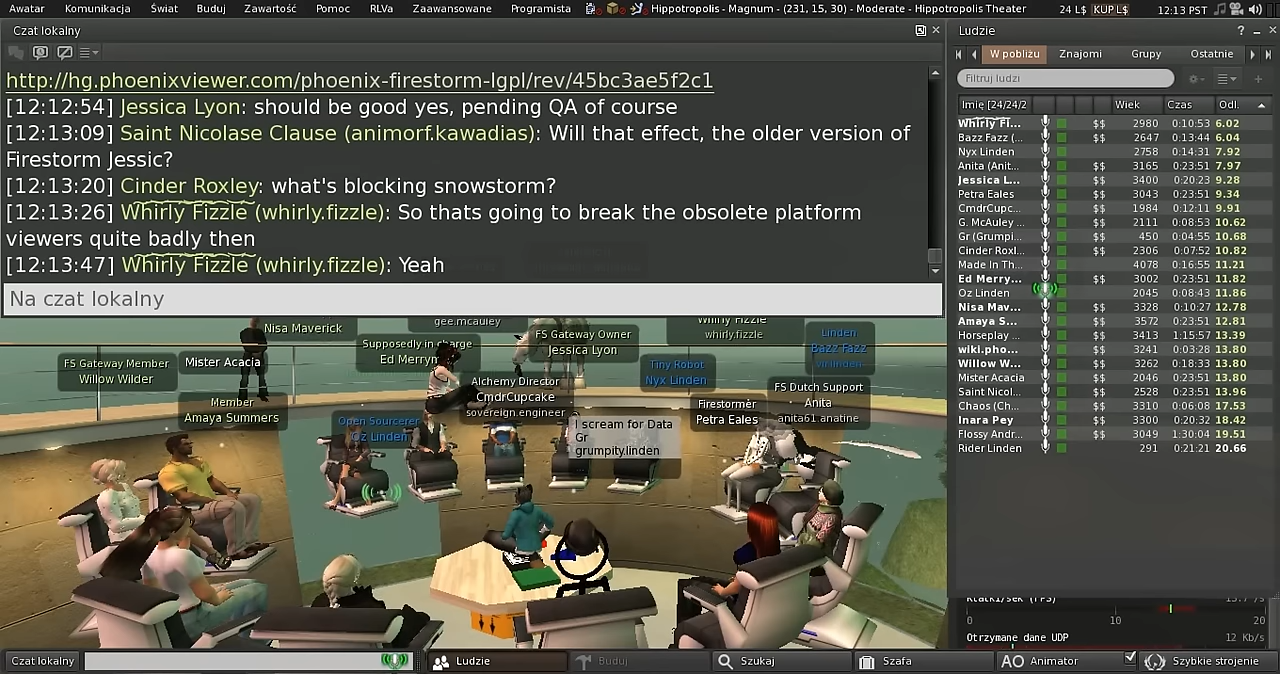 Awatar Komunikacja Świat Buduj Zawartość Pomoc RLVa Zaawansowane Programista Hippotropolis - Magnum - (231, 15, 30) - Moderate - Hippotropolis Theater 24 L$ KUP L$ 12:13 PST
Czat lokalny
http://hg.phoenixviewer.com/phoenix-firestorm-lgpl/rev/45bc3ae5f2c1
[12:12:54] Jessica Lyon: should be good yes, pending QA of course
[12:13:09] Saint Nicolase Clause (animorf.kawadias): Will that effect, the older version of
Firestorm Jessic?
[12:13:20] Cinder Roxley: what's blocking snowstorm?
[12:13:26] Whirly Fizzle (whirly.fizzle): So thats going to break the obsolete platform
viewers quite badly then
[12:13:47] Whirly Fizzle (whirly.fizzle): Yeah
Na czat lokalny
Nisa Maverick
gee.mcauley
Whirly Fizzle
whirly.fizzle
FS Gateway Owner
Jessica Lyon
Linden
Bazz Fazz
vir.linden
Supposedly in charge
Ed Merryman
FS Gateway Member
Willow Wilder
Mister Acacia
Tiny Robot
Nyx Linden
Alchemy Director
CmdrCupcake
sovereign.engineer
FS Dutch Support
Anita
anita61.anatine
Member
Amaya Summers
Firestormer
Petra Eales
Open Sourcerer
Oz Linden
I scream for Data
Gr
grumpity.linden
Ludzie
W pobliżu Znajomi Grupy Ostatnie
Filtruj ludzi
Imię [24/24/2 Wiek Czas Odl.
Whirly Fi... $$ 2980 0:10:53 6.02
Bazz Fazz (... $$ 2647 0:13:44 6.04
Nyx Linden 2758 0:14:31 7.92
Anita (Anit... $$ 3165 0:23:51 7.97
Jessica L... $$ 3400 0:20:23 9.28
Petra Eales $$ 3043 0:23:51 9.34
CmdrCupc... $$ 1984 0:12:11 9.91
G. McAuley ... $$ 2111 0:08:53 10.62
Gr (Grumpi... $$ 450 0:04:55 10.68
Cinder Roxl... $$ 2306 0:07:52 10.82
Made In Th... 4078 0:16:55 11.21
Ed Merry... $$ 3002 0:23:51 11.82
Oz Linden 2045 0:08:43 11.86
Nisa Mav... $$ 3328 0:10:27 12.78
Amaya S... $$ 3572 0:23:51 12.81
Horseplay ... $$ 3413 1:15:57 13.39
wiki.pho... $$ 3241 0:03:28 13.80
Willow W... $$ 3262 0:18:33 13.80
Mister Acacia $$ 2046 0:23:51 13.80
Saint Nicol... $$ 2528 0:23:51 13.96
Chaos (Ch... $$ 3310 0:06:08 17.53
Inara Pey $$ 3300 0:20:32 18.42
Flossy Andr... $$ 3049 1:30:04 19.51
Rider Linden 291 0:21:21 20.66
Klatki/sek (FPS)
0 10 20
Otrzymane dane UDP 12 Kb/s
Czat lokalny Ludzie Buduj Szukaj Szafa AO Animator Szybkie strojenie